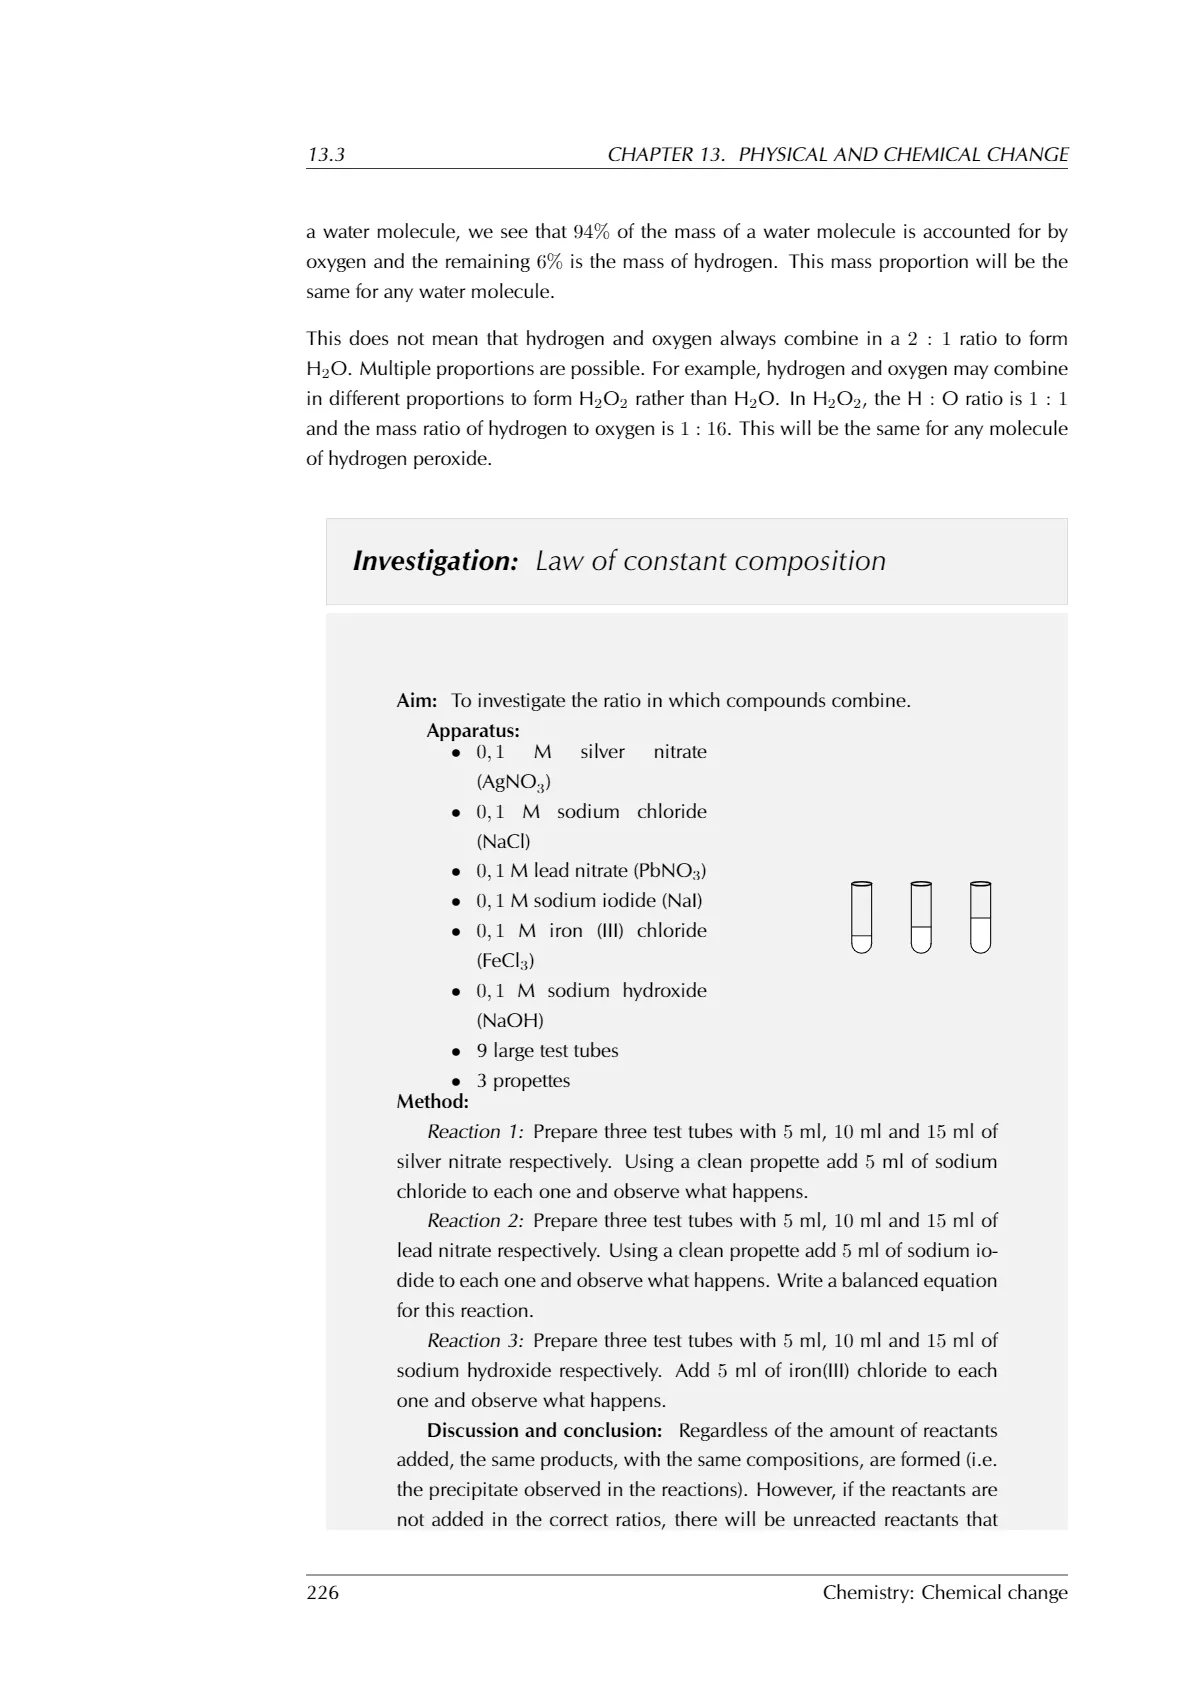 13.3 CHAPTER 13. PHYSICAL AND CHEMICAL CHANGE
a water molecule, we see that 94% of the mass of a water molecule is accounted for by
oxygen and the remaining 6% is the mass of hydrogen. This mass proportion will be the
same for any water molecule.
This does not mean that hydrogen and oxygen always combine in a 2 : 1 ratio to form
H₂O. Multiple proportions are possible. For example, hydrogen and oxygen may combine
in different proportions to form H₂O₂ rather than H₂O. In H₂O₂, the H : O ratio is 1 : 1
and the mass ratio of hydrogen to oxygen is 1 : 16. This will be the same for any molecule
of hydrogen peroxide.
Investigation: Law of constant composition
Aim: To investigate the ratio in which compounds combine.
Apparatus:
• 0, 1 M silver nitrate
(AgNO₃)
• 0, 1 M sodium chloride
(NaCl)
• 0, 1 M lead nitrate (PbNO₃)
• 0, 1 M sodium iodide (NaI)
• 0, 1 M iron (III) chloride
(FeCl₃)
• 0, 1 M sodium hydroxide
(NaOH)
• 9 large test tubes
• 3 propettes
Method:
Reaction 1: Prepare three test tubes with 5 ml, 10 ml and 15 ml of
silver nitrate respectively. Using a clean propette add 5 ml of sodium
chloride to each one and observe what happens.
Reaction 2: Prepare three test tubes with 5 ml, 10 ml and 15 ml of
lead nitrate respectively. Using a clean propette add 5 ml of sodium io-
dide to each one and observe what happens. Write a balanced equation
for this reaction.
Reaction 3: Prepare three test tubes with 5 ml, 10 ml and 15 ml of
sodium hydroxide respectively. Add 5 ml of iron(III) chloride to each
one and observe what happens.
Discussion and conclusion: Regardless of the amount of reactants
added, the same products, with the same compositions, are formed (i.e.
the precipitate observed in the reactions). However, if the reactants are
not added in the correct ratios, there will be unreacted reactants that
226 Chemistry: Chemical change